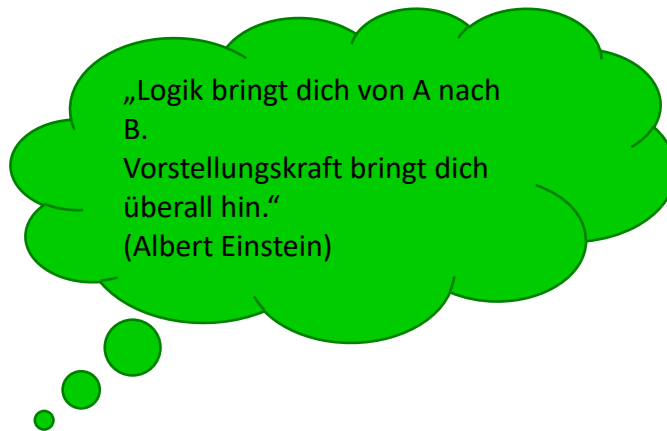 „Logik bringt dich von A nach
B.
Vorstellungskraft bringt dich
überall hin.“
(Albert Einstein)